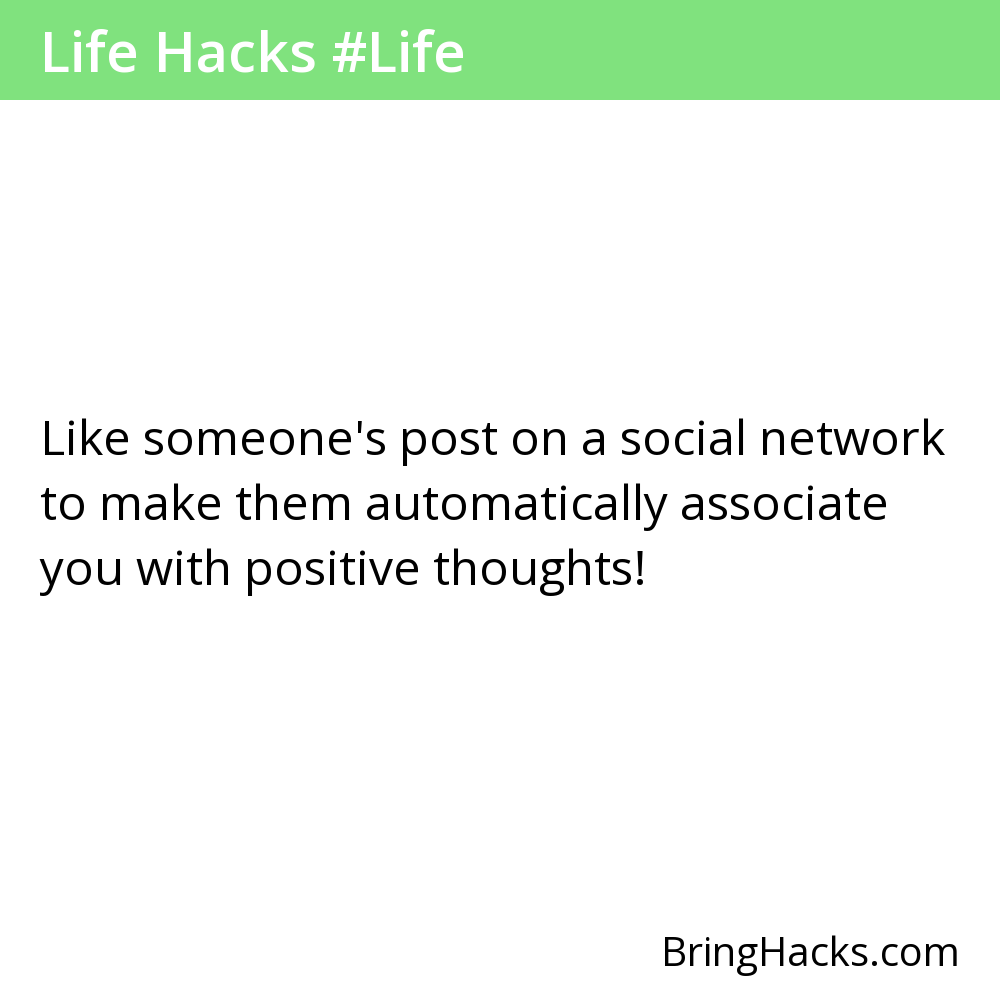 Life Hacks #Life
Like someone's post on a social network
to make them automatically associate
you with positive thoughts!
BringHacks.com